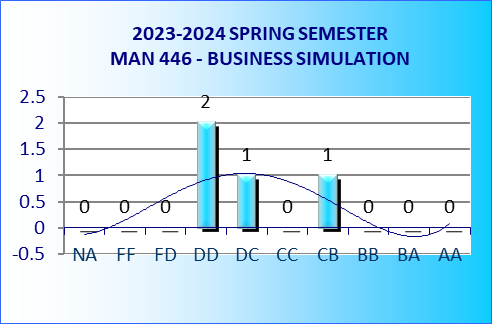 2023-2024 SPRING SEMESTER
MAN 446 - BUSINESS SIMULATION
2.5
2
1.5
1
0.5
0
-0.5
0 0 0 2 1 0 1 0 0 0
NA FF FD DD DC CC CB BB BA AA